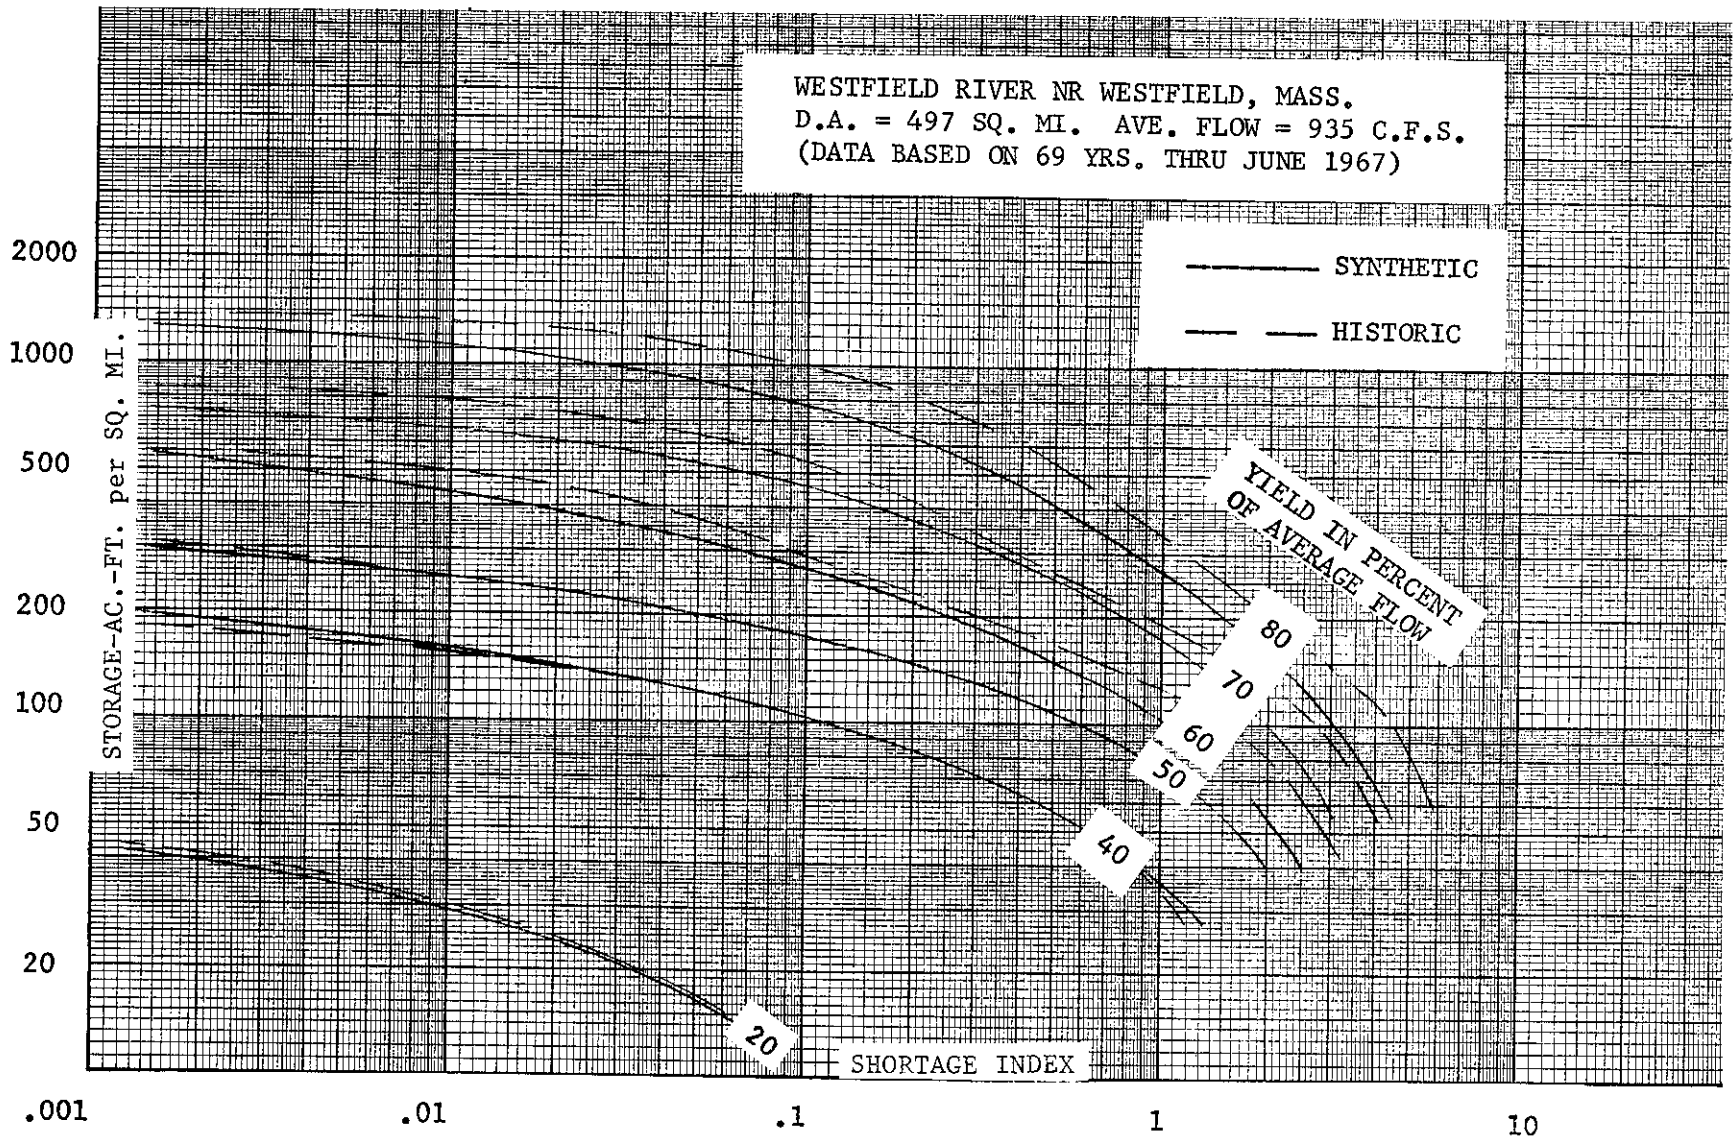 WESTFIELD RIVER NR WESTFIELD, MASS.
D.A. = 497 SQ. MI. AVE. FLOW = 935 C.F.S.
(DATA BASED ON 69 YRS. THRU JUNE 1967)
SYNTHETIC
HISTORIC
2000
1000
500
200
100
50
20
STORAGE-AC.-FT. per SQ. MI.
YIELD IN PERCENT
OF AVERAGE FLOW
80
70
60
50
40
20
SHORTAGE INDEX
.001
.01
.1
1
10